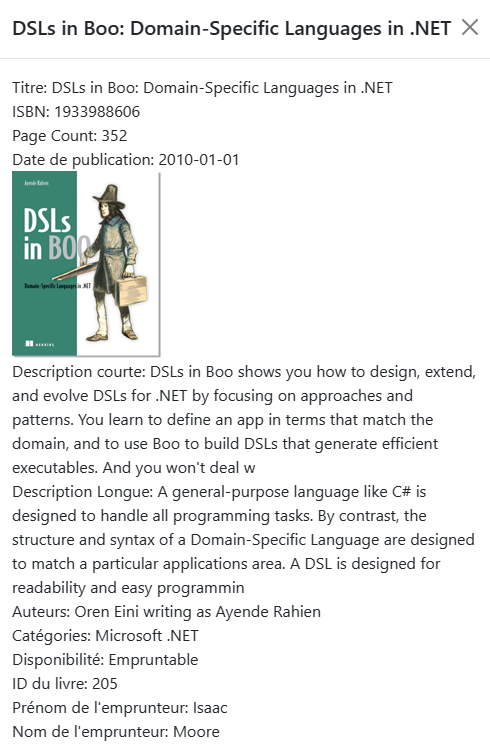 DSLs in Boo: Domain-Specific Languages in .NET
Titre: DSLs in Boo: Domain-Specific Languages in .NET
ISBN: 1933988606
Page Count: 352
Date de publication: 2010-01-01
Ayende Rahien
DSLs
in BOO
Domain-Specific Languages in .NET
MANNING
Description courte: DSLs in Boo shows you how to design, extend,
and evolve DSLs for .NET by focusing on approaches and
patterns. You learn to define an app in terms that match the
domain, and to use Boo to build DSLs that generate efficient
executables. And you won't deal w
Description Longue: A general-purpose language like C# is
designed to handle all programming tasks. By contrast, the
structure and syntax of a Domain-Specific Language are designed
to match a particular applications area. A DSL is designed for
readability and easy programmin
Auteurs: Oren Eini writing as Ayende Rahien
Catégories: Microsoft .NET
Disponibilité: Empruntable
ID du livre: 205
Prénom de l'emprunteur: Isaac
Nom de l'emprunteur: Moore